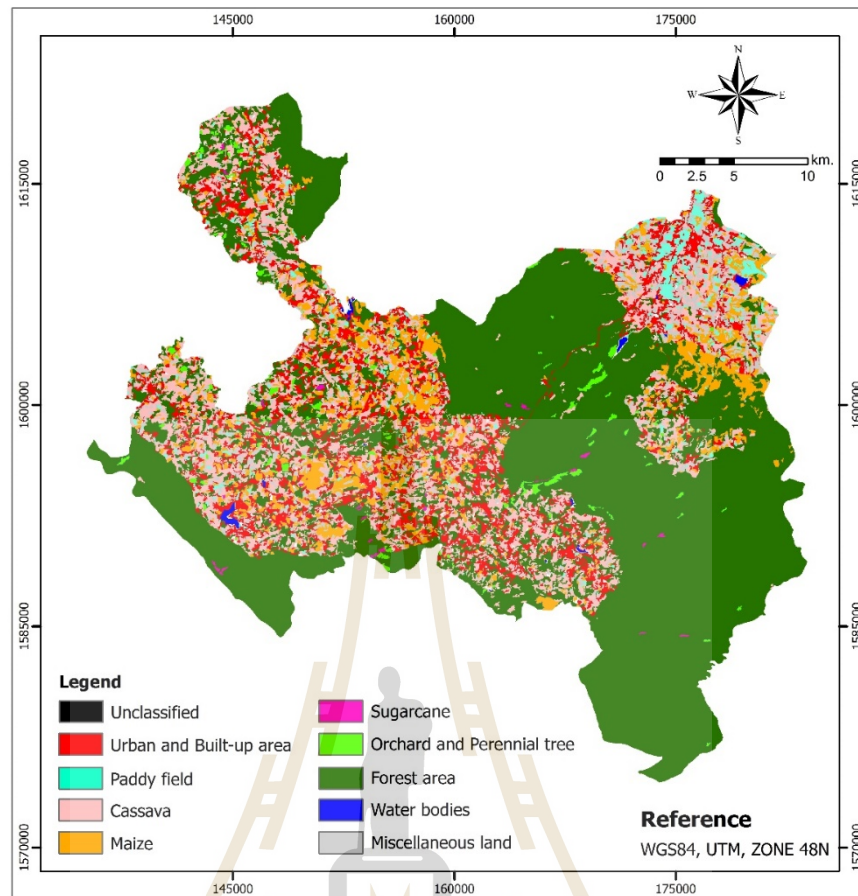 145000 160000 175000
N
W E
S
0 2.5 5 10 km.
1615000 1615000
1600000 1600000
1585000 1585000
1570000 1570000
Legend
Unclassified
Urban and Built-up area
Paddy field
Cassava
Maize
Sugarcane
Orchard and Perennial tree
Forest area
Water bodies
Miscellaneous land
Reference
WGS84, UTM, ZONE 48N
145000 160000 175000